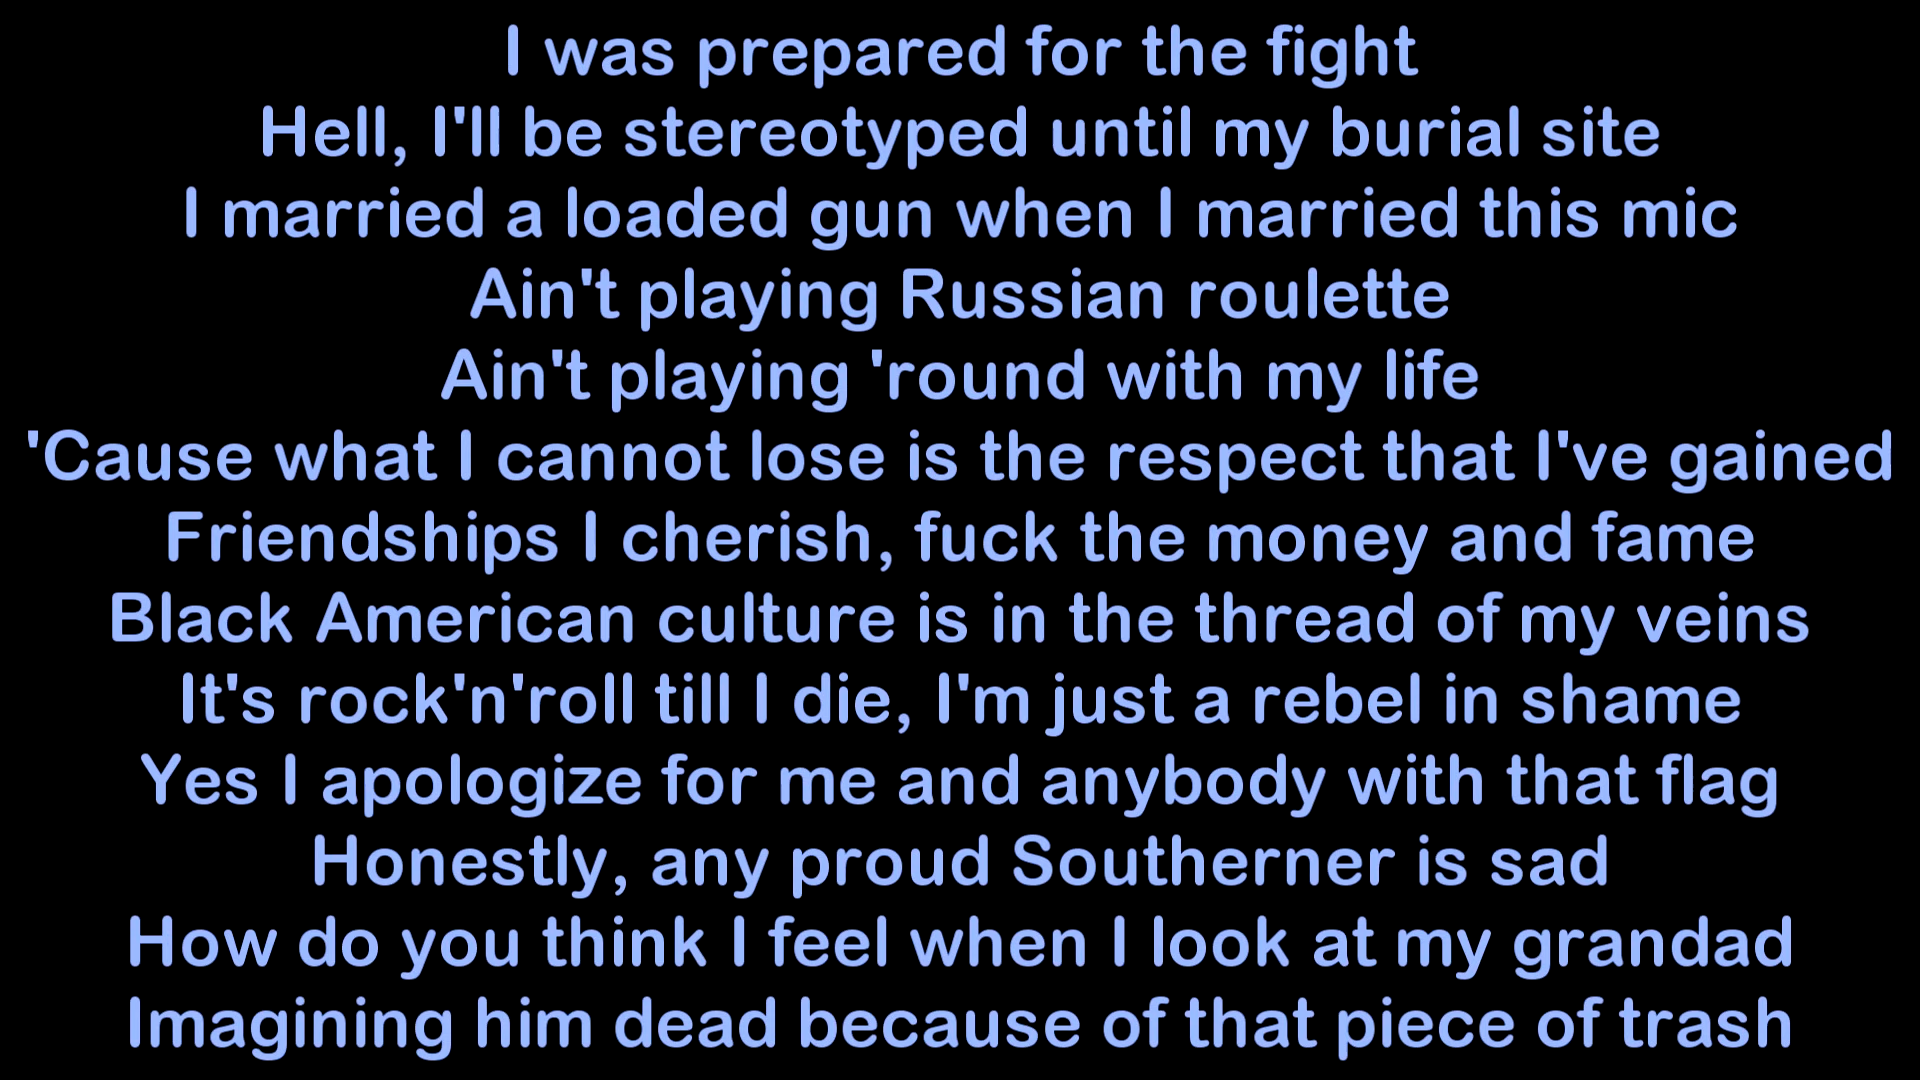 I was prepared for the fight
Hell, I'll be stereotyped until my burial site
I married a loaded gun when I married this mic
Ain't playing Russian roulette
Ain't playing 'round with my life
'Cause what I cannot lose is the respect that I've gained
Friendships I cherish, fuck the money and fame
Black American culture is in the thread of my veins
It's rock'n'roll till I die, I'm just a rebel in shame
Yes I apologize for me and anybody with that flag
Honestly, any proud Southerner is sad
How do you think I feel when I look at my grandad
Imagining him dead because of that piece of trash